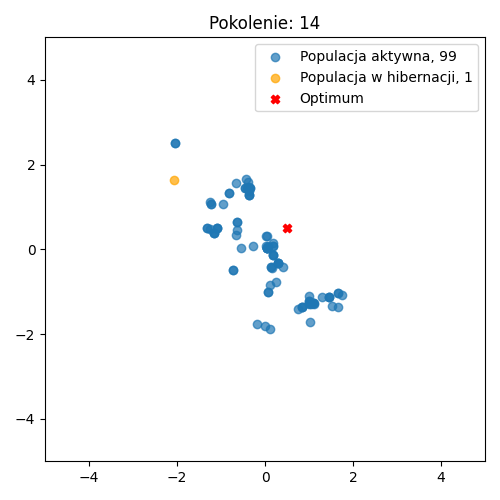 Pokolenie: 14
Populacja aktywna, 99
Populacja w hibernacji, 1
Optimum
4
2
0
−2
−4
−4
−2
0
2
4